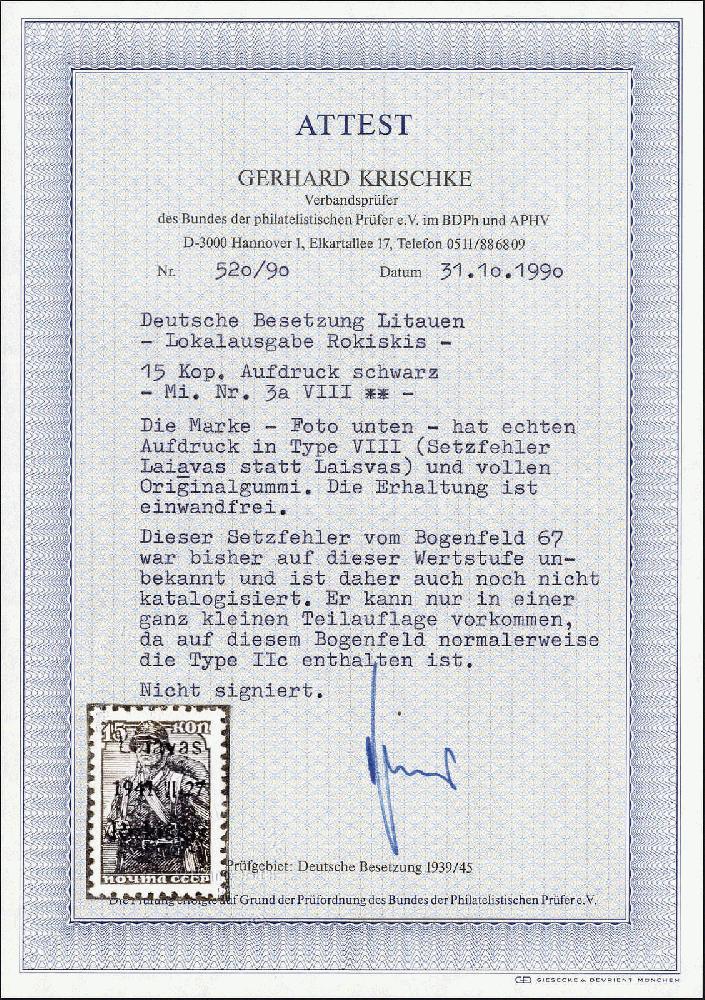 ATTEST
GERHARD KRISCHKE
Verbandsprüfer
des Bundes der philatelistischen Prüfer e.V. im BDPh und APHV
D-3000 Hannover 1, Elkartallee 17, Telefon 0511/886809
Nr. 520/90 Datum 31.10.1990
Deutsche Besetzung Litauen
- Lokalausgabe Rokiskis -
15 Kop. Aufdruck schwarz
- Mi. Nr. 3a VIII ** -
Die Marke - Foto unten - hat echten
Aufdruck in Type VIII (Setzfehler
Laiavas statt Laisvas) und vollen
Originalgummi. Die Erhaltung ist
einwandfrei.
Dieser Setzfehler vom Bogenfeld 67
war bisher auf dieser Wertstufe un-
bekannt und ist daher auch noch nicht
katalogisiert. Er kann nur in einer
ganz kleinen Teilauflage vorkommen,
da auf diesem Bogenfeld normalerweise
die Type IIc enthalten ist.
Nicht signiert.
15 КОП
ПОЧТА СССР
Prüfgebiet: Deutsche Besetzung 1939/45
Die Prüfung erfolgte auf Grund der Prüfordnung des Bundes der Philatelistischen Prüfer e.V.
GIESECKE & DEVRIENT MÜNCHEN